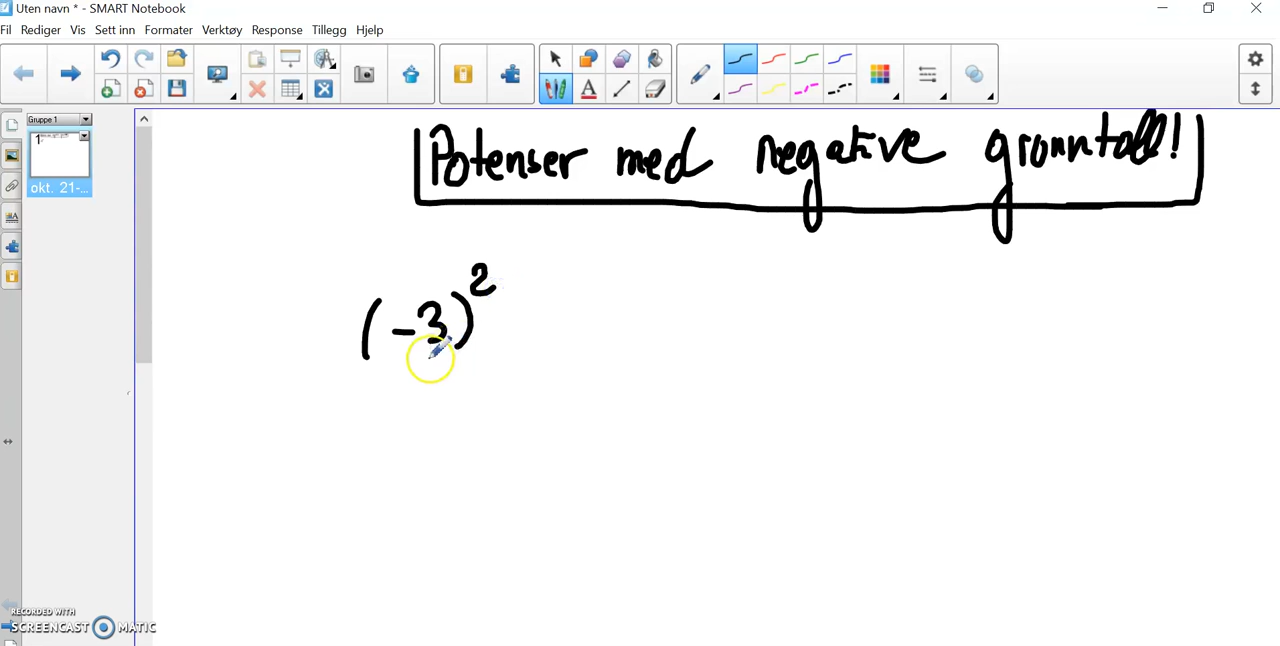 Uten navn * - SMART Notebook
Fil Rediger Vis Sett inn Formater Verktøy Response Tillegg Hjelp
Gruppe 1
1
okt. 21-...
Potenser med negative grunntall!
(-3)²
RECORDED WITH
SCREENCAST MATIC